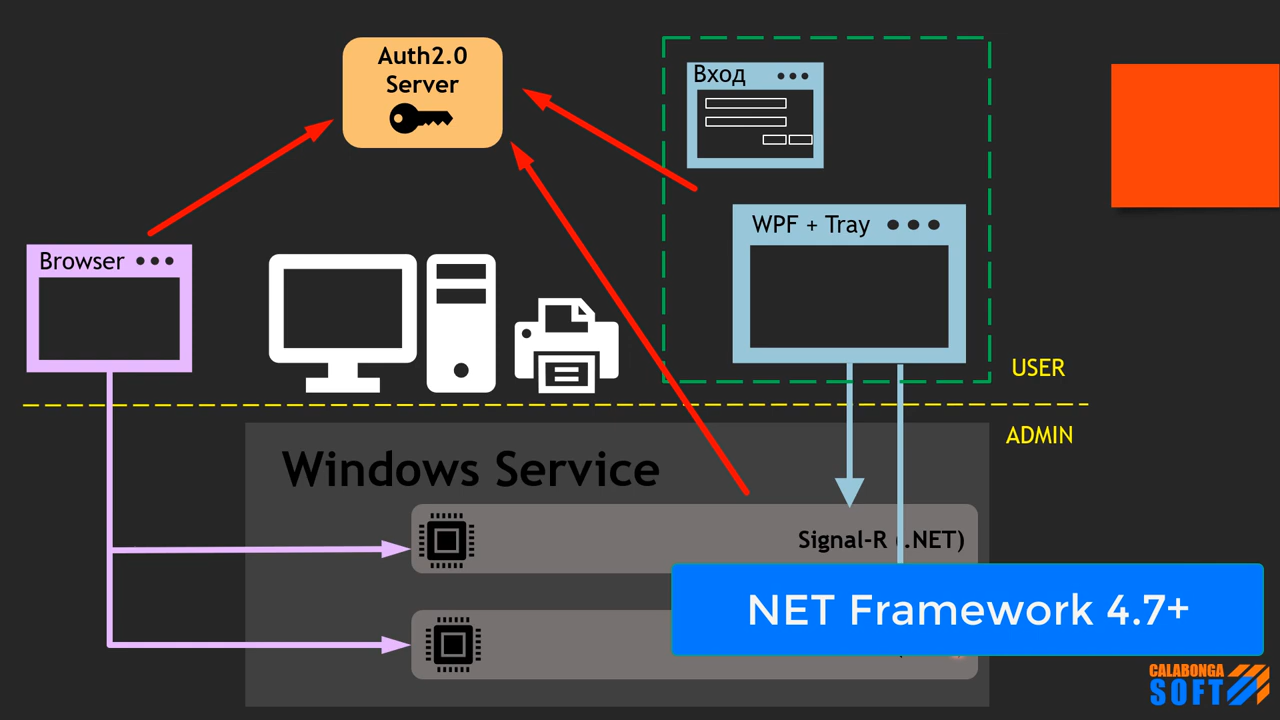 Auth2.0
Server
Вход
WPF + Tray
Browser
USER
ADMIN
Windows Service
Signal-R (.NET)
NET Framework 4.7+
CALABONGA
SOFT